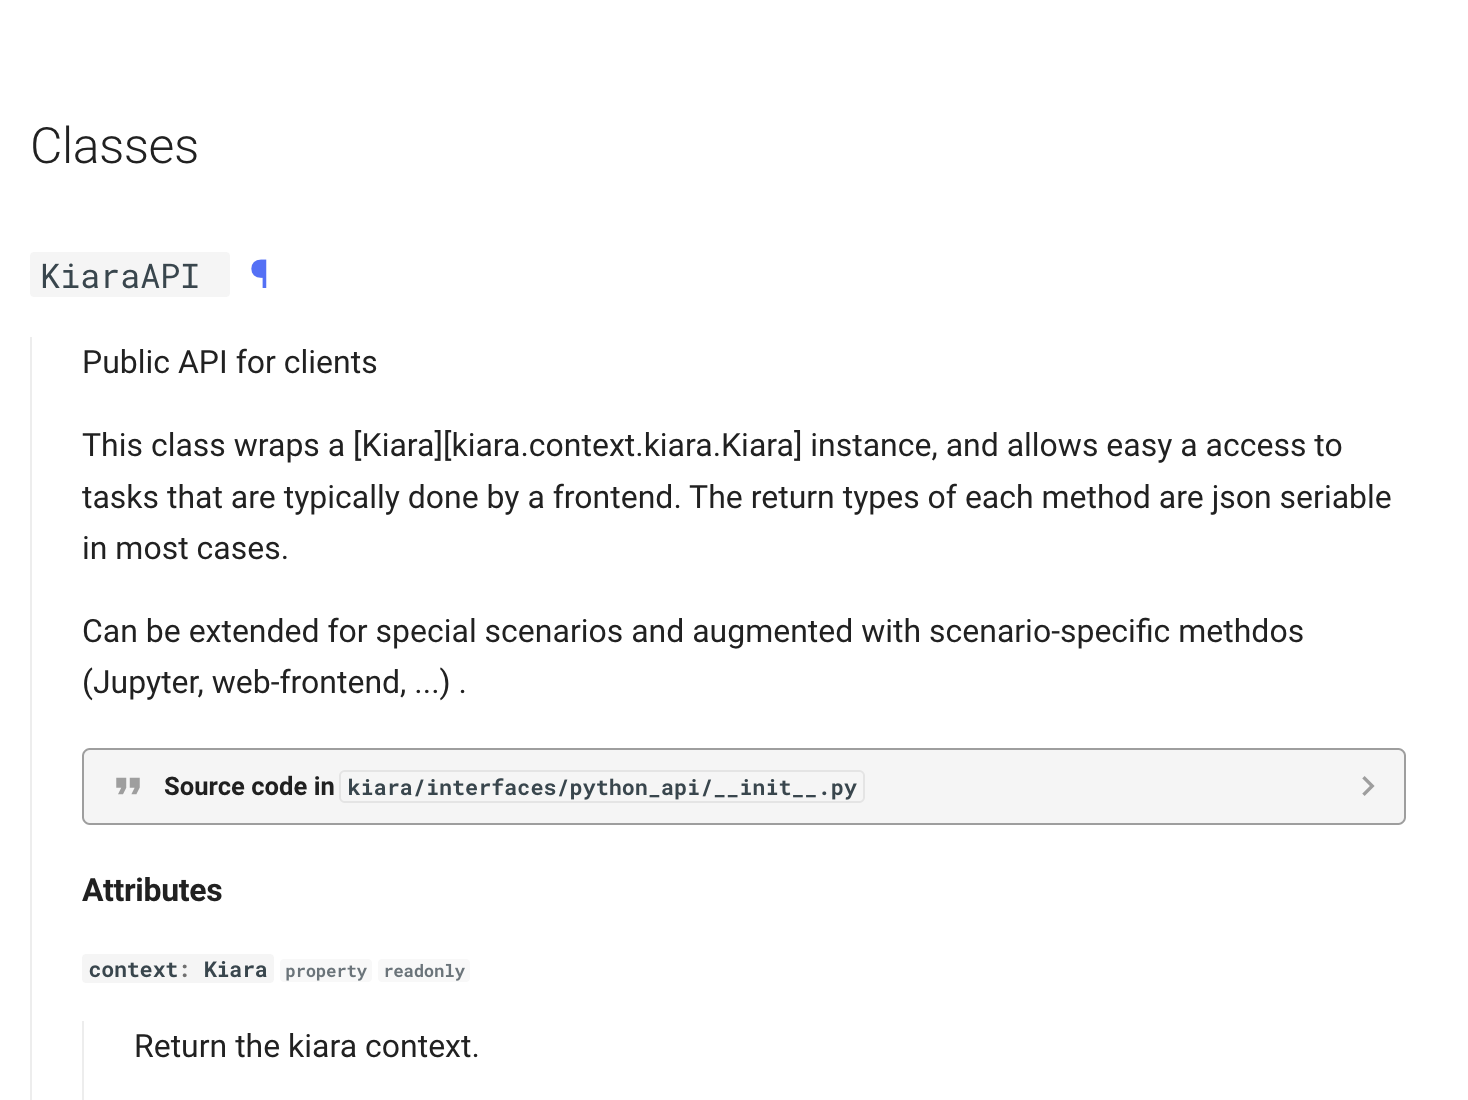 Classes
KiaraAPI ¶
Public API for clients
This class wraps a [Kiara][kiara.context.kiara.Kiara] instance, and allows easy a access to
tasks that are typically done by a frontend. The return types of each method are json seriable
in most cases.
Can be extended for special scenarios and augmented with scenario-specific methdos
(Jupyter, web-frontend, ...) .
Source code in kiara/interfaces/python_api/__init__.py
Attributes
context: Kiara property readonly
Return the kiara context.